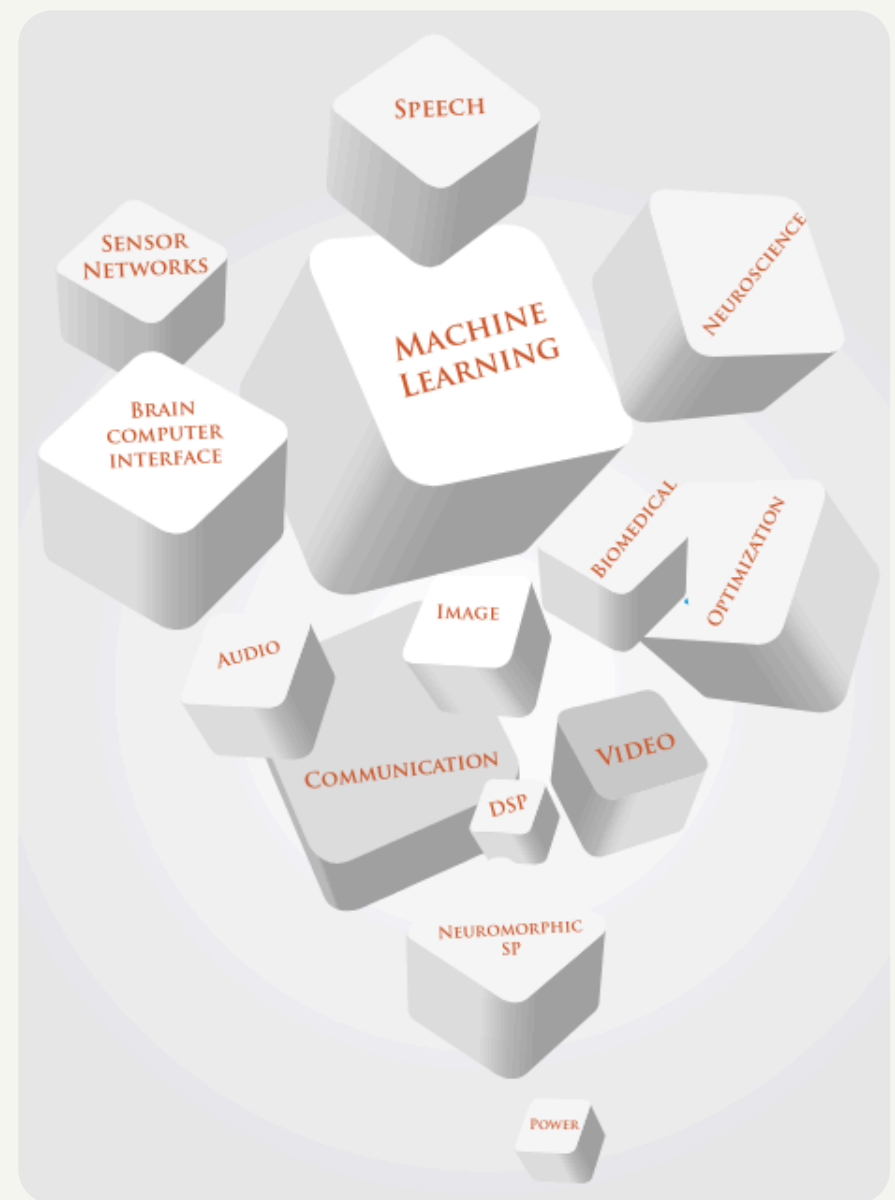 Speech
Sensor
Networks
Neuroscience
Machine
Learning
Brain
computer
interface
Biomedical
Optimization
Image
Audio
Communication
Video
DSP
Neuromorphic
SP
Power